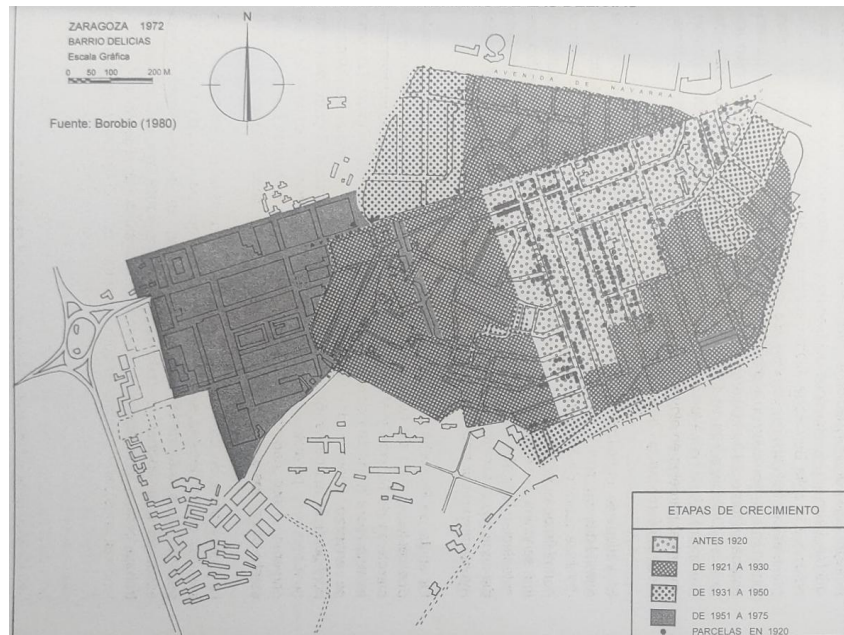 ZARAGOZA 1972
BARRIO DELICIAS
Escala Gráfica
0 50 100 200 M.
N
Fuente: Borobio (1980)
AVENIDA DE NAVARRA
ETAPAS DE CRECIMIENTO
ANTES 1920
DE 1921 A 1930
DE 1931 A 1950
DE 1951 A 1975
PARCELAS EN 1920